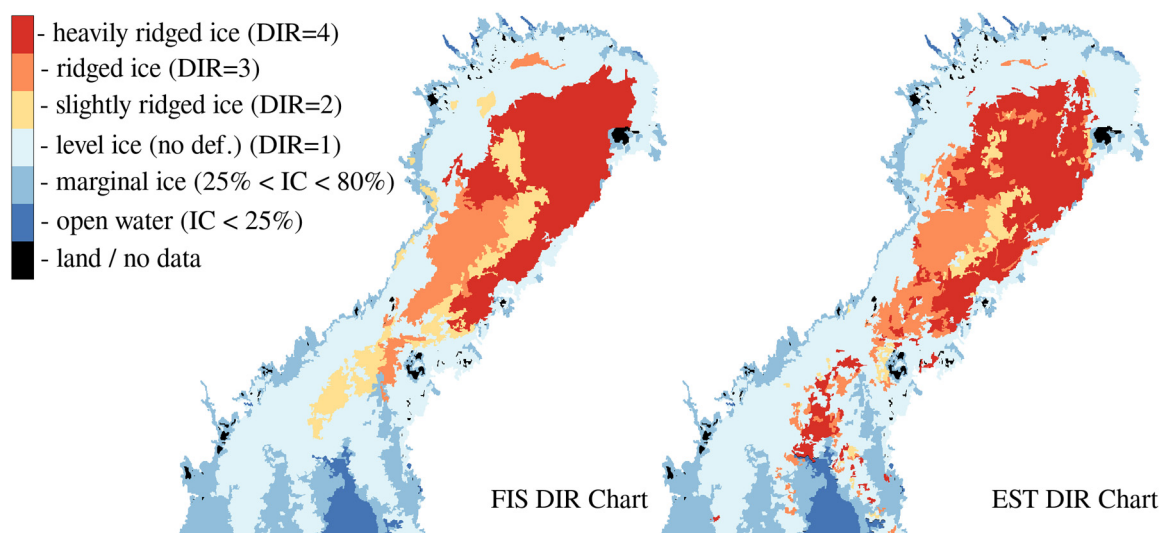 - heavily ridged ice (DIR=4)
- ridged ice (DIR=3)
- slightly ridged ice (DIR=2)
- level ice (no def.) (DIR=1)
- marginal ice (25% < IC < 80%)
- open water (IC < 25%)
- land / no data
FIS DIR Chart
EST DIR Chart